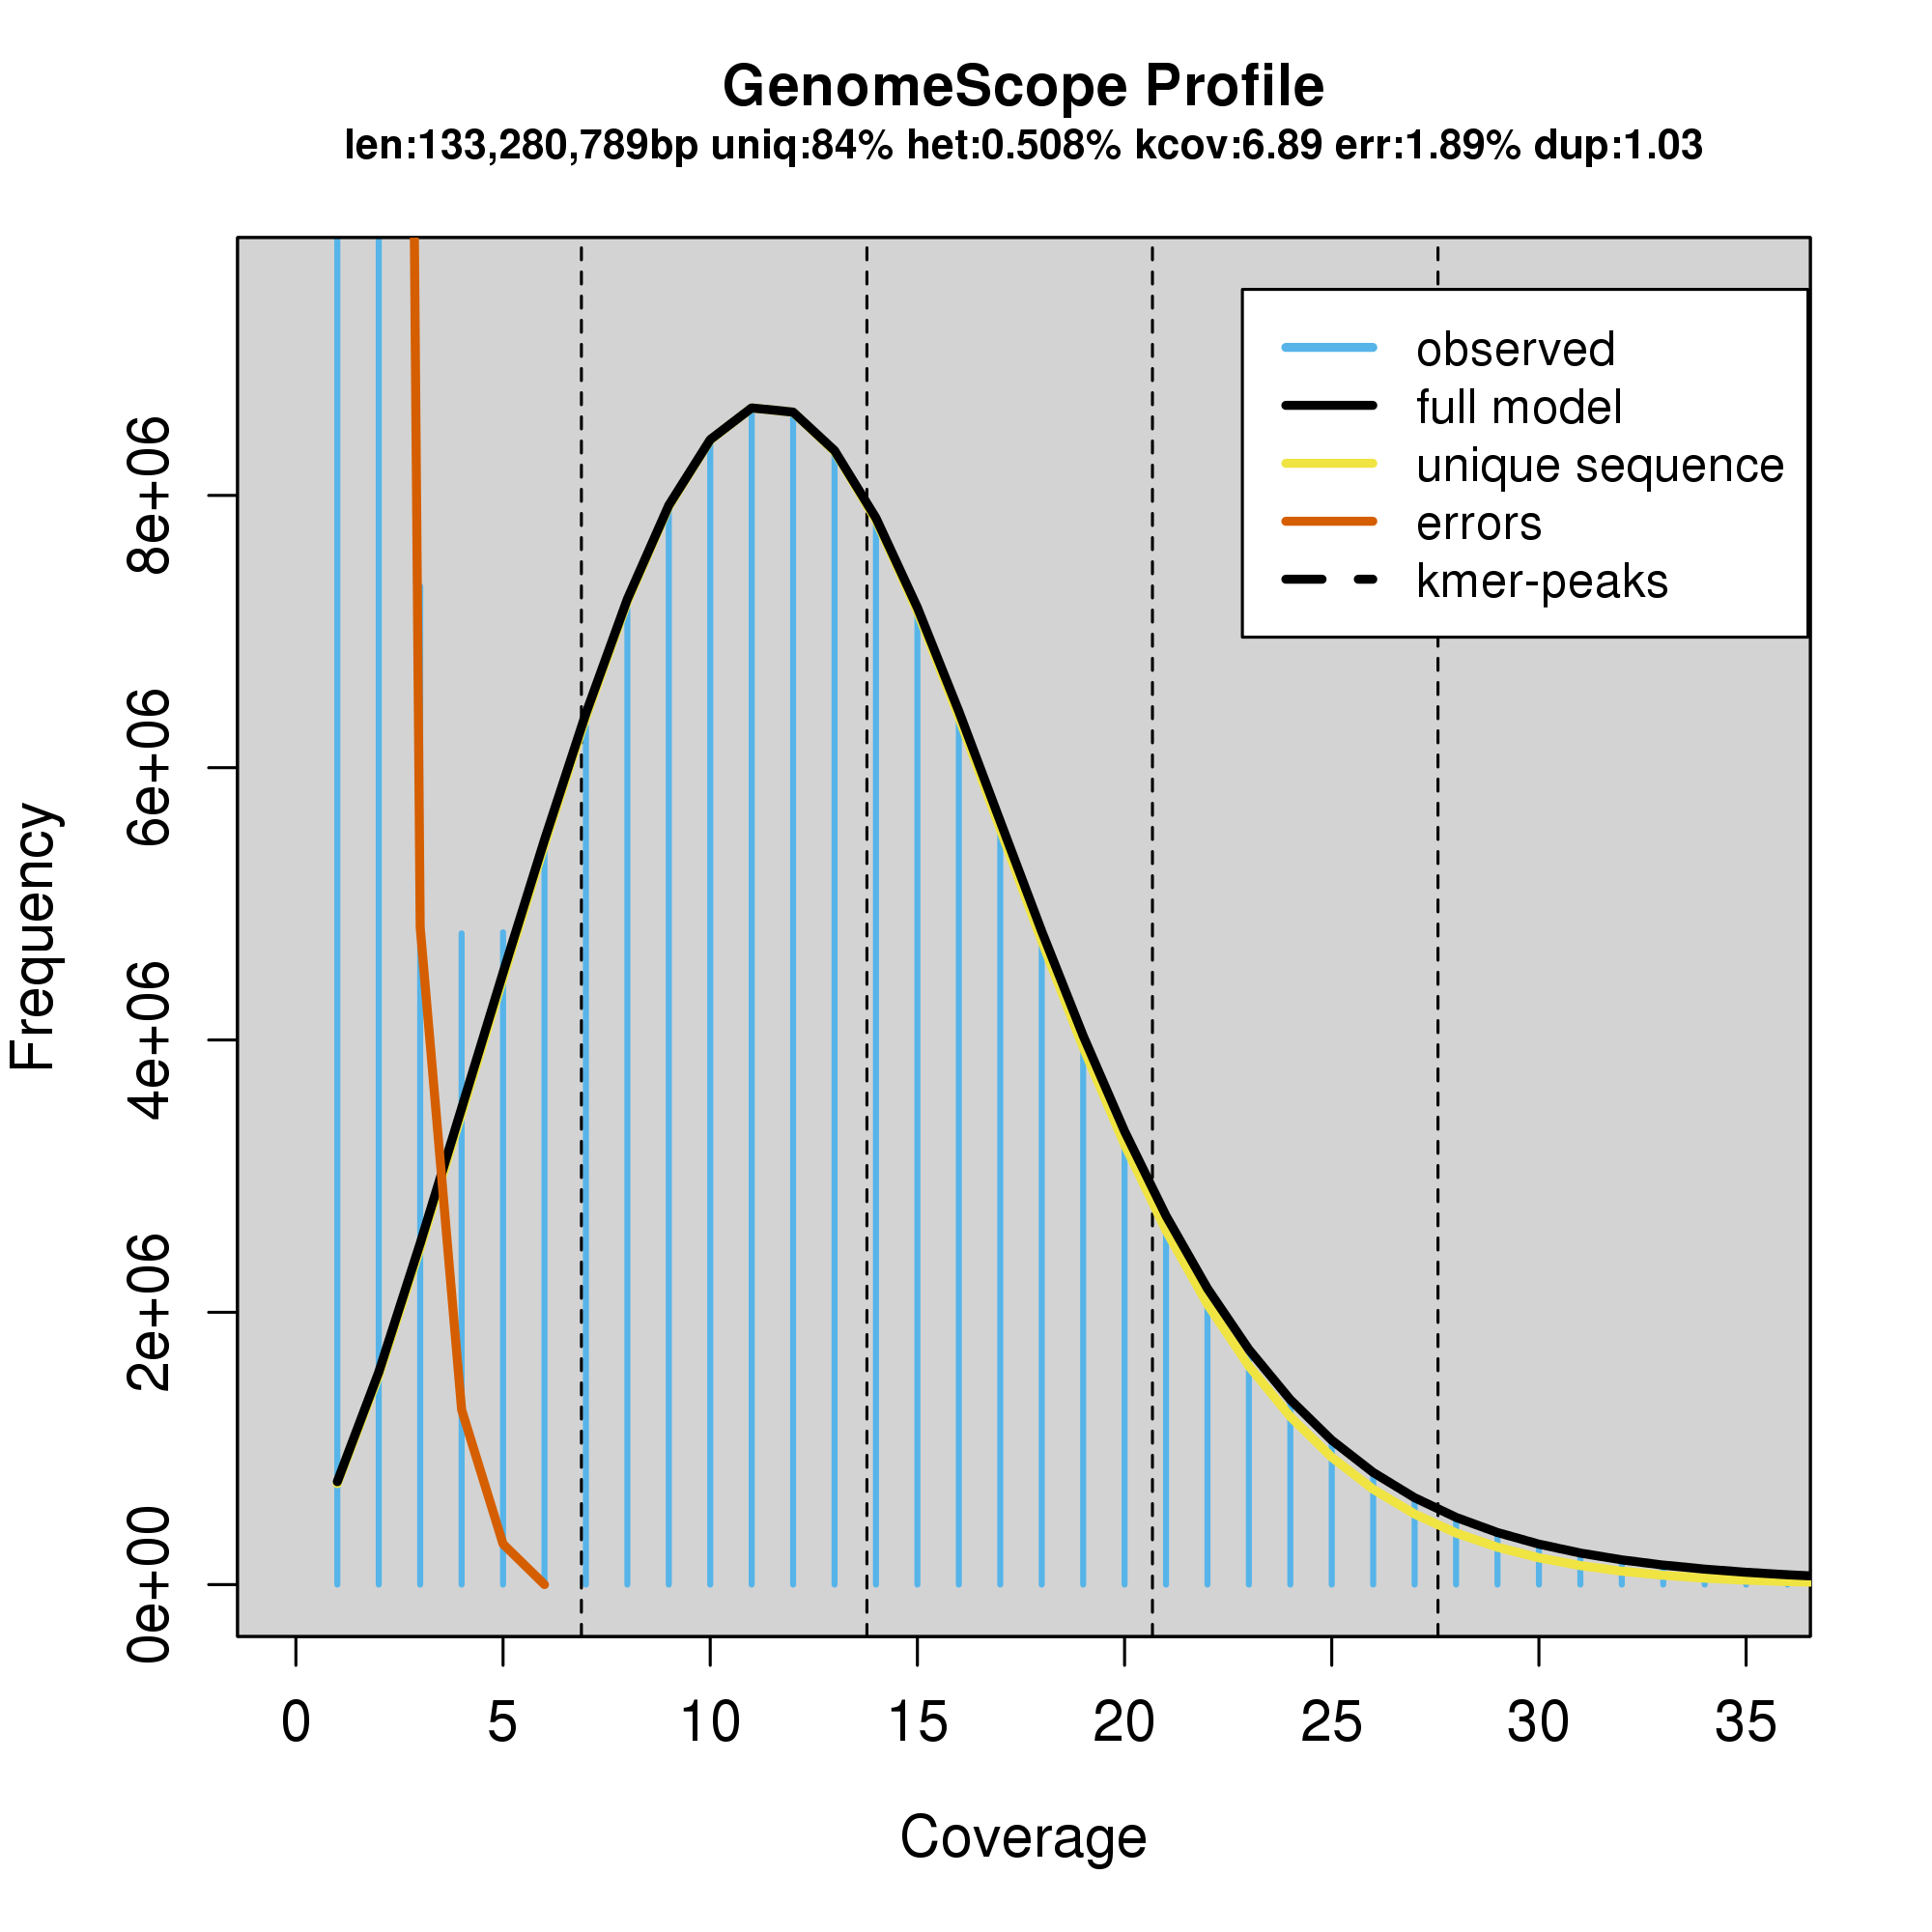 GenomeScope Profile
len:133,280,789bp uniq:84% het:0.508% kcov:6.89 err:1.89% dup:1.03
observed
full model
unique sequence
errors
kmer-peaks
Frequency
8e+06
6e+06
4e+06
2e+06
0e+00
0 5 10 15 20 25 30 35
Coverage